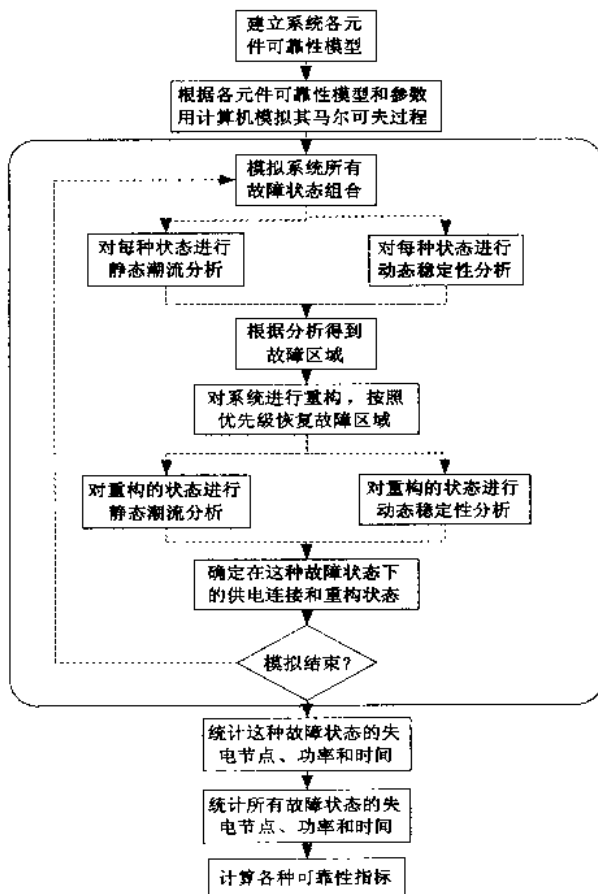 建立系统各元
件可靠性模型
根据各元件可靠性模型和参数
用计算机模拟其马尔可夫过程
模拟系统所有
故障状态组合
对每种状态进行
静态潮流分析
对每种状态进行
动态稳定性分析
根据分析得到
故障区域
对系统进行重构，按照
优先级恢复故障区域
对重构的状态进行
静态潮流分析
对重构的状态进行
动态稳定性分析
确定在这种故障状态下
的供电连接和重构状态
模拟结束?
统计这种故障状态的失
电节点、功率和时间
统计所有故障状态的失
电节点、功率和时间
计算各种可靠性指标